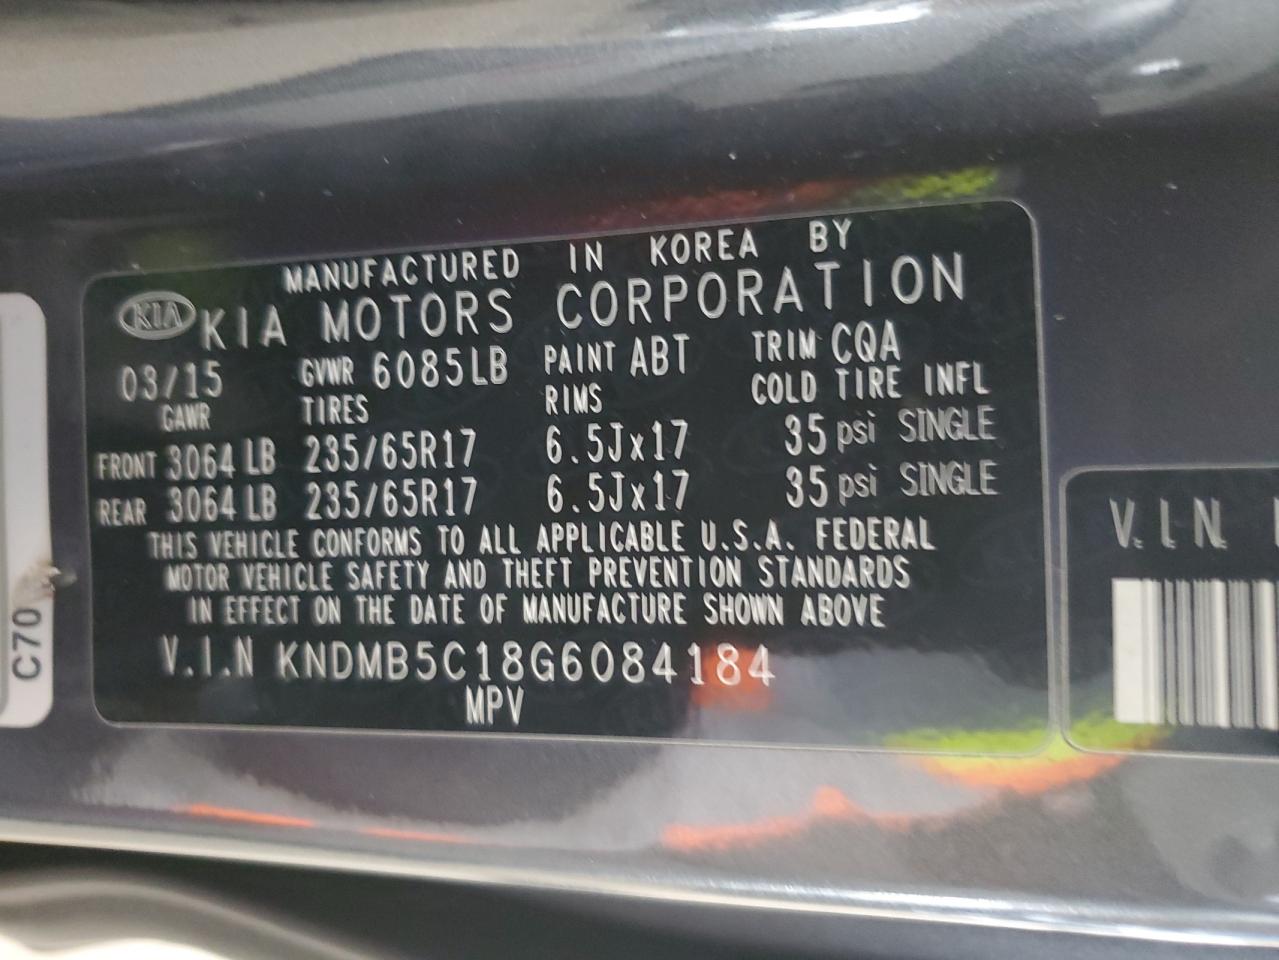 MANUFACTURED IN KOREA BY
KIA KIA MOTORS CORPORATION
03/15 GVWR 6085LB PAINT ABT TRIM CQA
GAWR TIRES RIMS COLD TIRE INFL
FRONT 3064 LB 235/65R17 6.5Jx17 35 psi SINGLE
REAR 3064 LB 235/65R17 6.5Jx17 35 psi SINGLE
THIS VEHICLE CONFORMS TO ALL APPLICABLE U.S.A. FEDERAL
MOTOR VEHICLE SAFETY AND THEFT PREVENTION STANDARDS
IN EFFECT ON THE DATE OF MANUFACTURE SHOWN ABOVE
V.I.N KNDMB5C18G6084184
MPV
C70
V.I.N